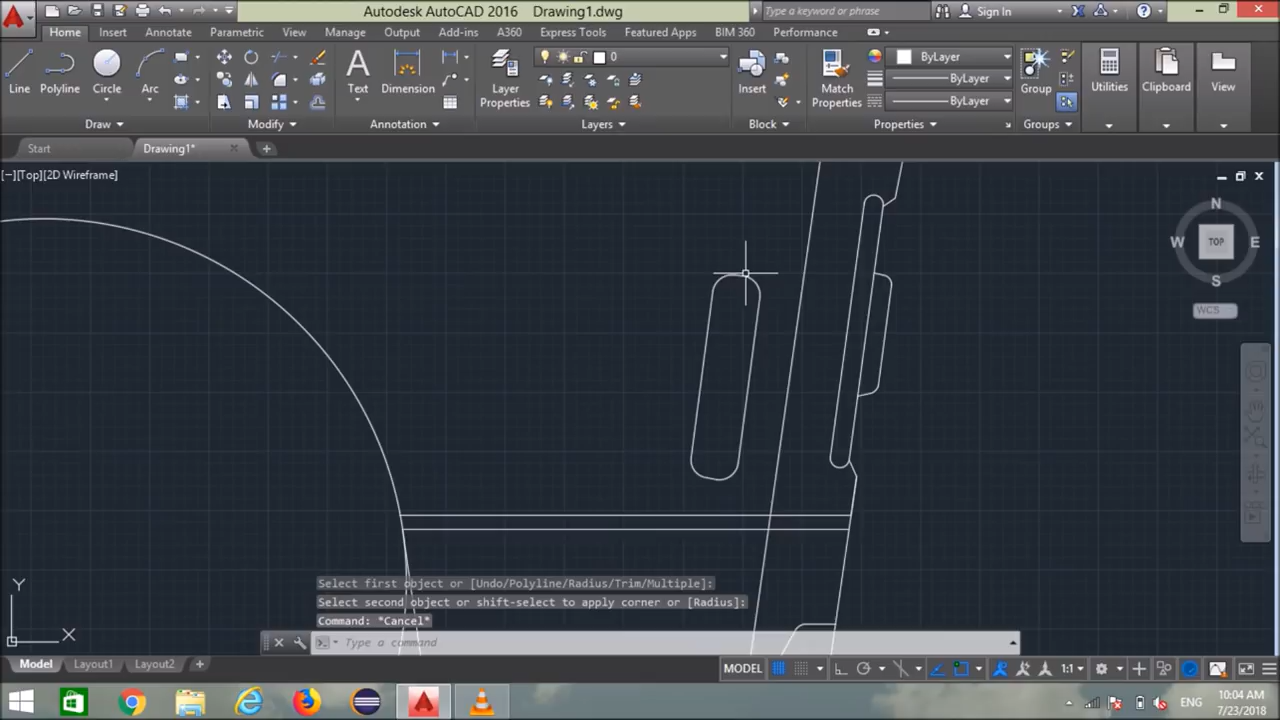 Autodesk AutoCAD 2016 Drawing1.dwg
Type a keyword or phrase
Sign In
Home Insert Annotate Parametric View Manage Output Add-ins A360 Express Tools Featured Apps BIM 360 Performance
Line Polyline Circle Arc
Text Dimension
Layer Properties
0
Insert
Match Properties
ByLayer
ByLayer
ByLayer
Group
Utilities
Clipboard
View
Draw Modify Annotation Layers Block Properties Groups
Start Drawing1*
[−][Top][2D Wireframe]
N
W TOP E
S
WCS
Y
X
Select first object or [Undo/Polyline/Radius/Trim/Multiple]:
Select second object or shift-select to apply corner or [Radius]:
Command: *Cancel*
Type a command
Model Layout1 Layout2
MODEL
1:1
ENG
10:04 AM
7/23/2018